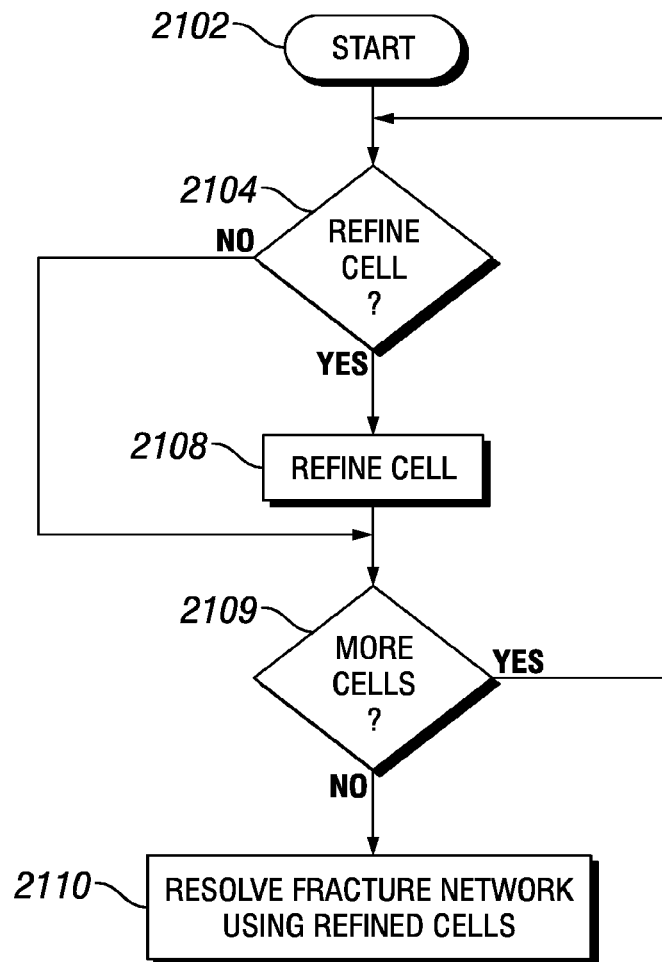 2102
START
2104
NO
REFINE
CELL
?
YES
2108
REFINE CELL
2109
MORE
CELLS
?
YES
NO
2110
RESOLVE FRACTURE NETWORK
USING REFINED CELLS